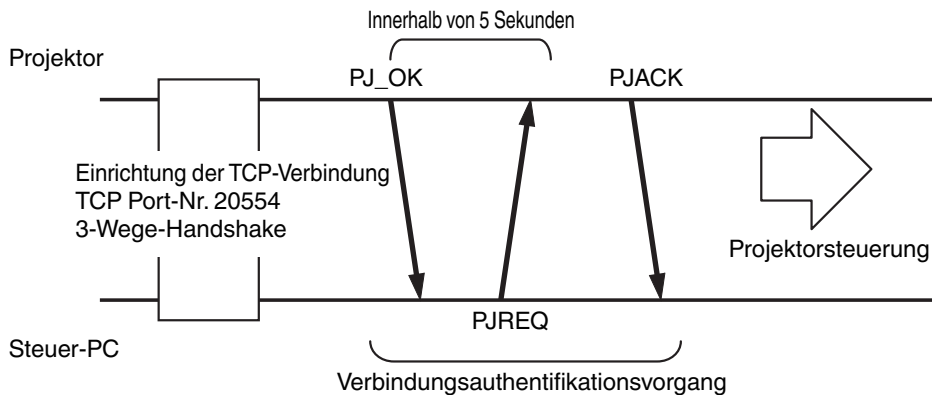 Innerhalb von 5 Sekunden
Projektor
PJ_OK
PJACK
Einrichtung der TCP-Verbindung
TCP Port-Nr. 20554
3-Wege-Handshake
Projektorsteuerung
PJREQ
Steuer-PC
Verbindungsauthentifikationsvorgang